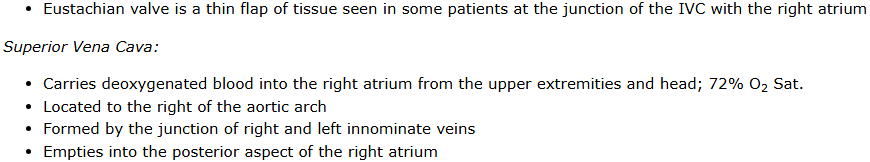 • Eustachian valve is a thin flap of tissue seen in some patients at the junction of the IVC with the right atrium
Superior Vena Cava:
• Carries deoxygenated blood into the right atrium from the upper extremities and head; 72% O₂ Sat.
• Located to the right of the aortic arch
• Formed by the junction of right and left innominate veins
• Empties into the posterior aspect of the right atrium